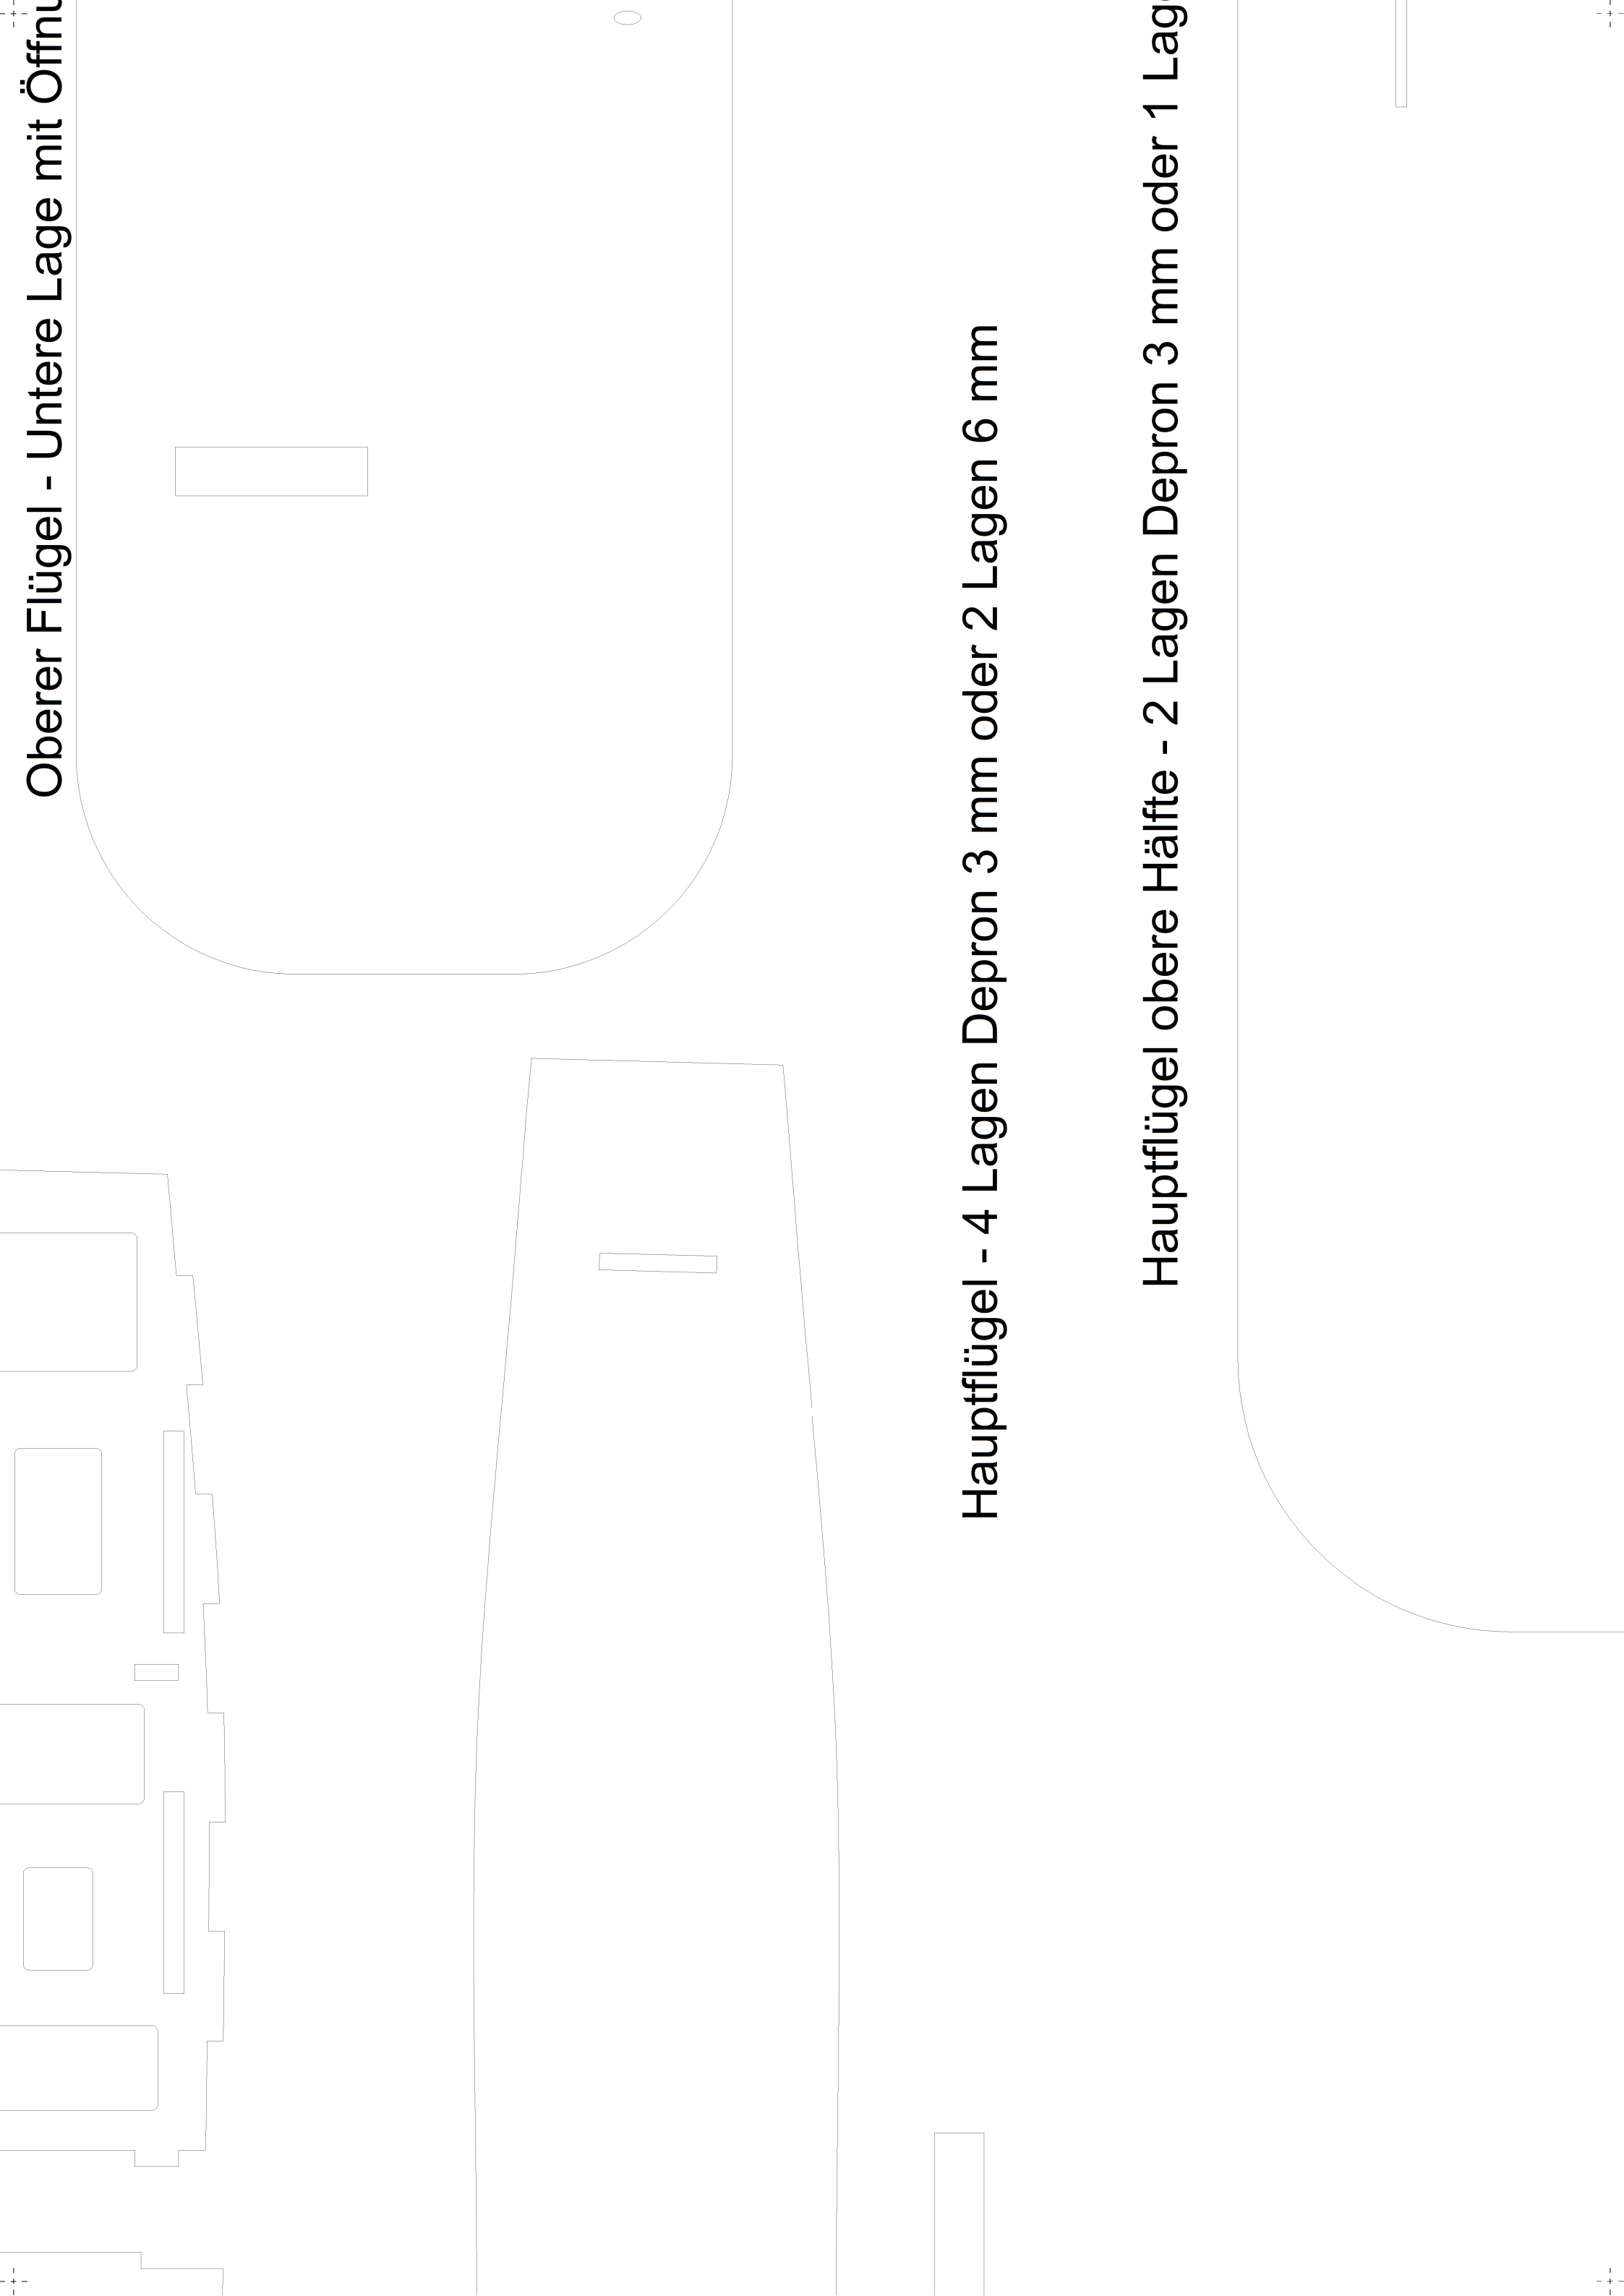 Oberer Flügel - Untere Lage mit
Hauptflügel - 4 Lagen Depron 3 mm oder 2 Lagen 6 mm
Hauptflügel obere Hälfte - 2 Lagen Depron 3 mm oder 1